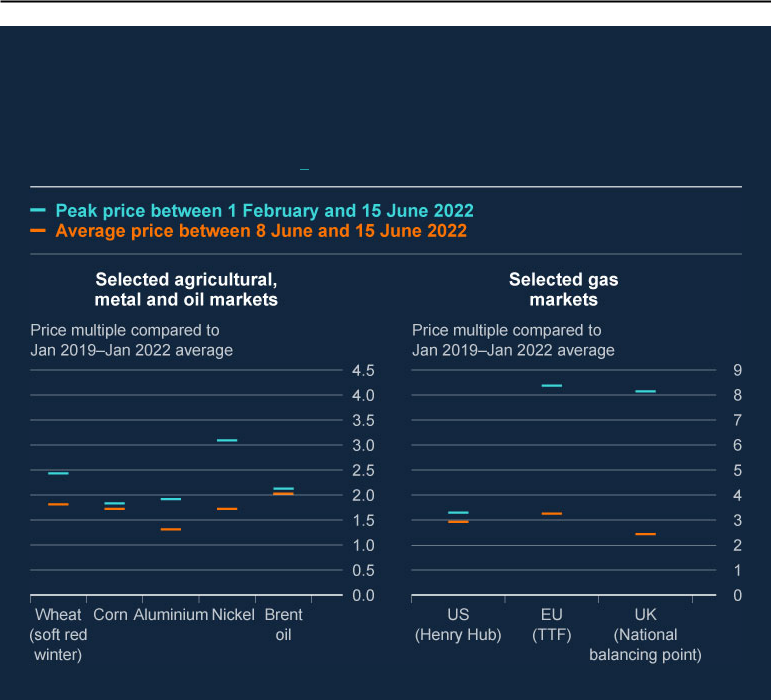 Peak price between 1 February and 15 June 2022
Average price between 8 June and 15 June 2022
Selected agricultural,
metal and oil markets
Price multiple compared to
Jan 2019–Jan 2022 average
4.5
4.0
3.5
3.0
2.5
2.0
1.5
1.0
0.5
0.0
Wheat
(soft red
winter)
Corn
Aluminium
Nickel
Brent
oil
Selected gas
markets
Price multiple compared to
Jan 2019–Jan 2022 average
9
8
7
6
5
4
3
2
1
0
US
(Henry Hub)
EU
(TTF)
UK
(National
balancing point)